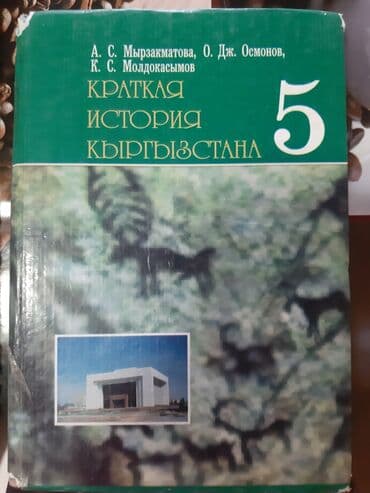 А. С. Мырзакматова, О. Дж. Осмонов,
К. С. Молдокасымов
КРАТКАЯ
ИСТОРИЯ
КЫРГЫЗСТАНА
5